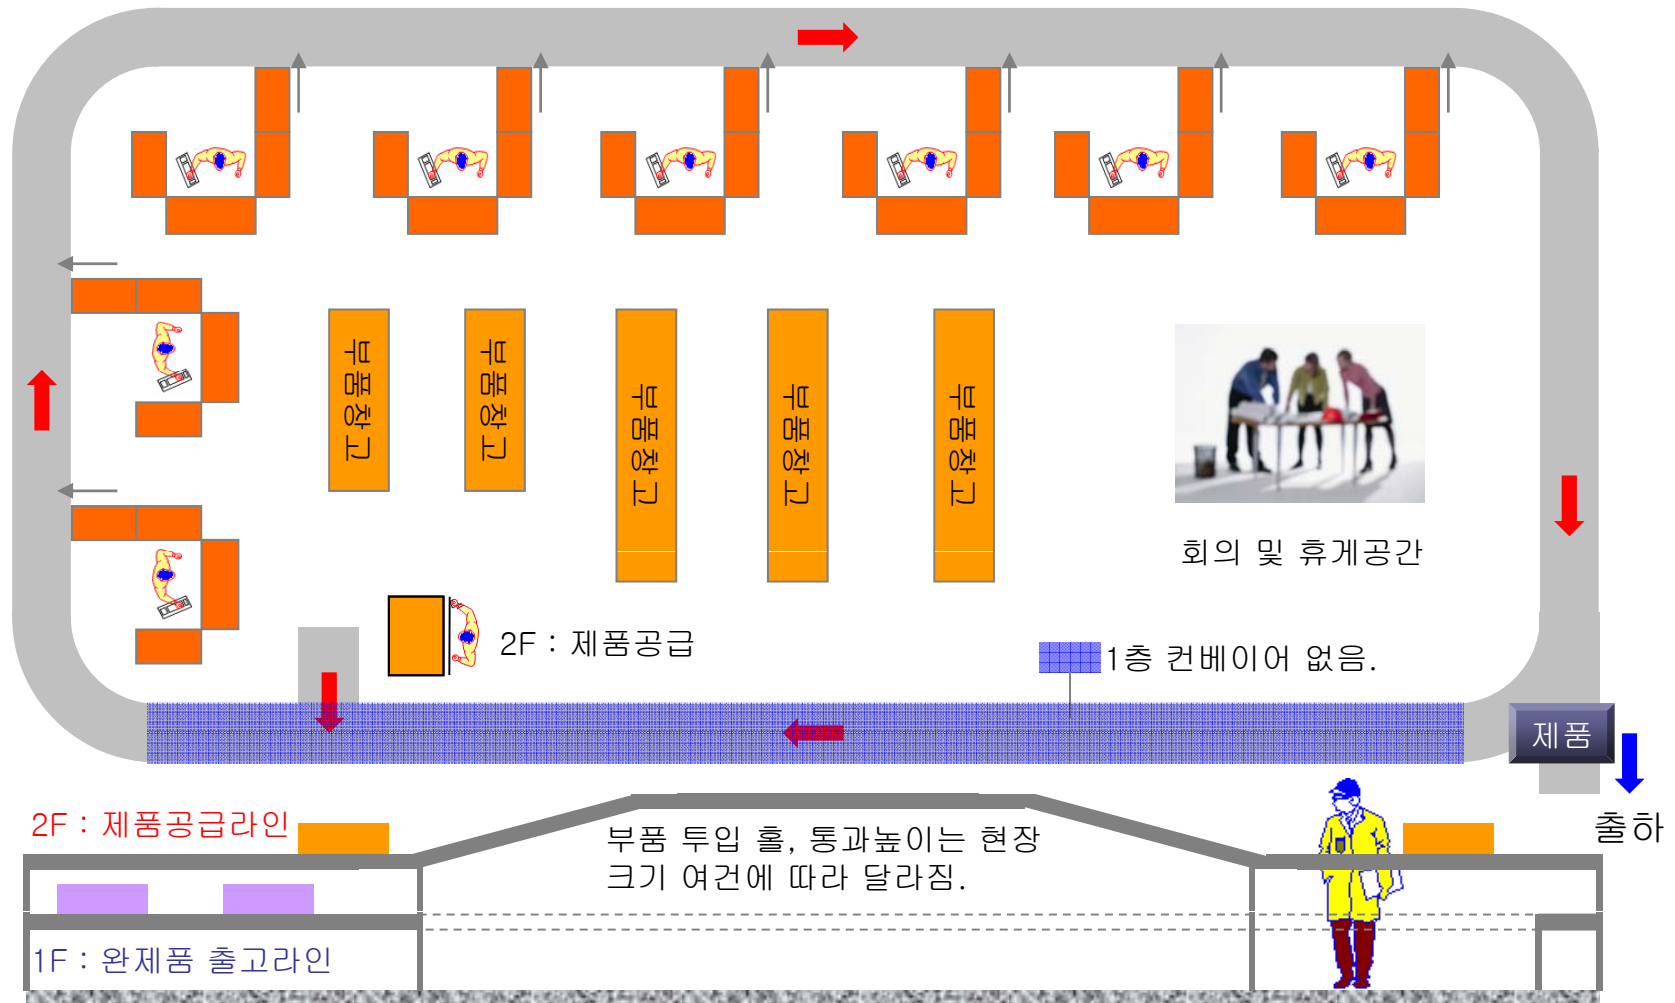 부품창고
부품창고
부품창고
부품창고
부품창고
회의 및 휴게공간
2F : 제품공급
1층 컨베이어 없음.
제품
출하
2F : 제품공급라인
부품 투입 홀, 통과높이는 현장
크기 여건에 따라 달라짐.
1F : 완제품 출고라인